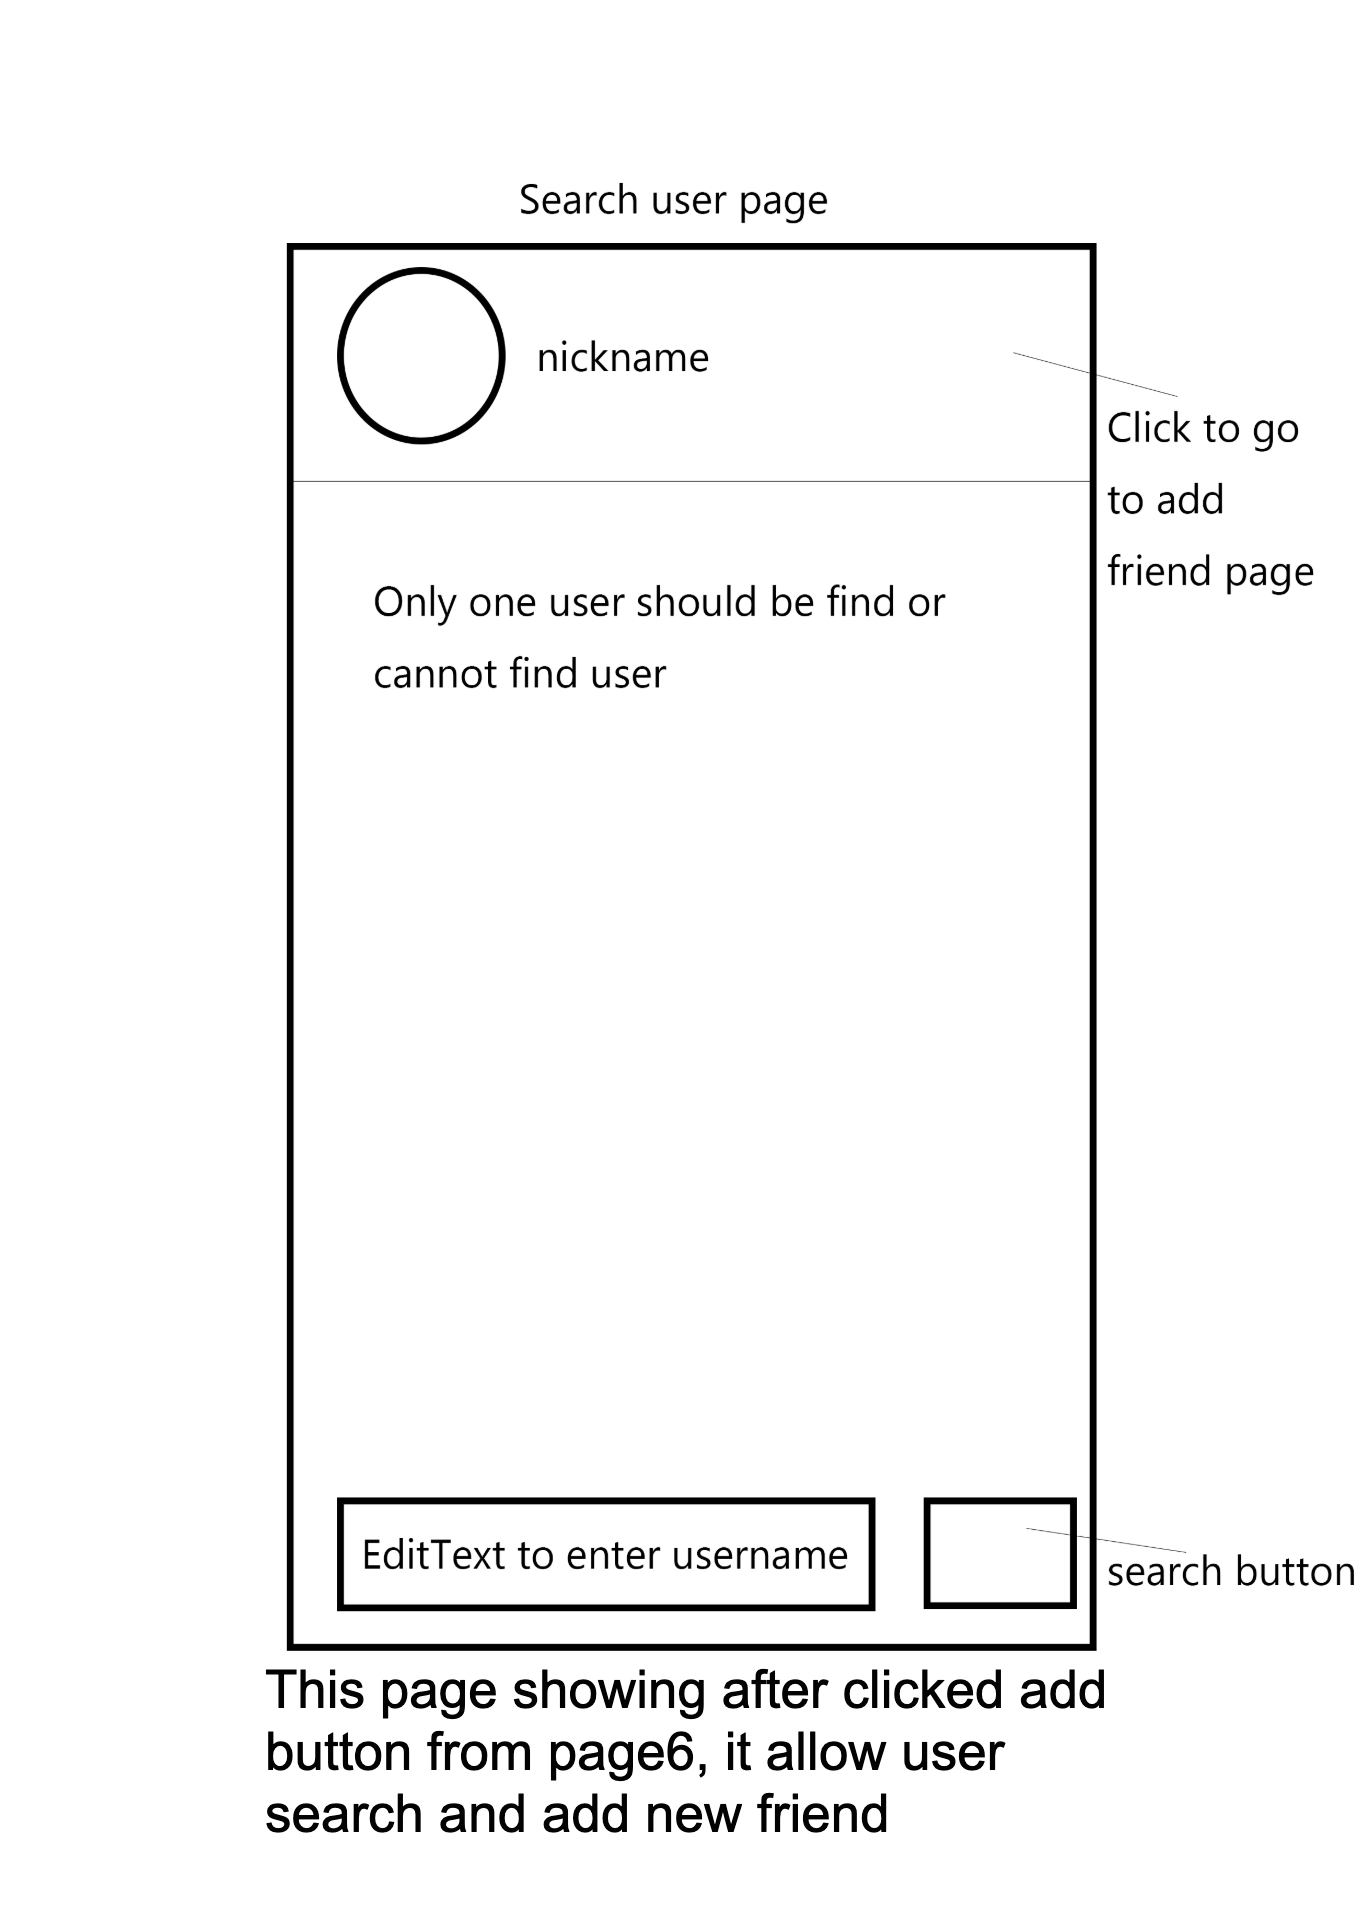 Search user page
nickname
Click to go
to add
friend page
Only one user should be find or
cannot find user
EditText to enter username
search button
This page showing after clicked add
button from page6, it allow user
search and add new friend